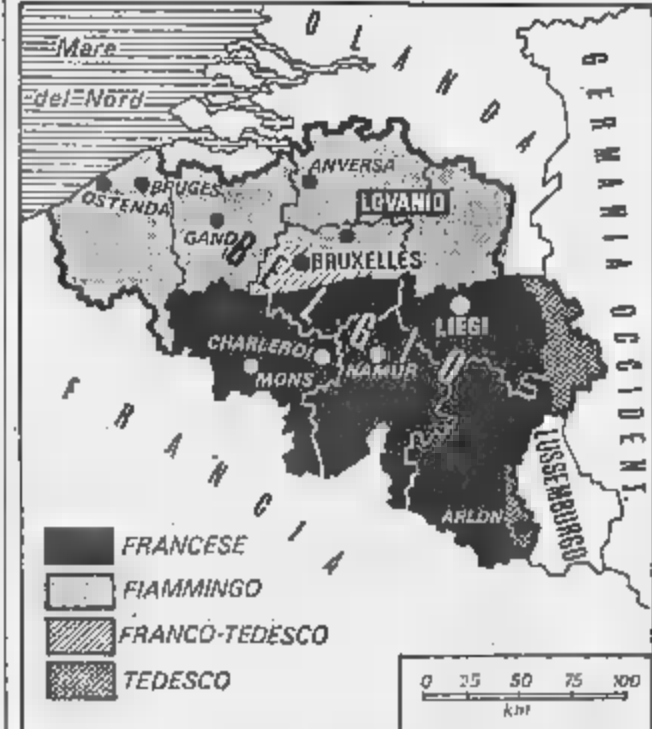 OLANDA
Mare
del Nord
GERMANIA OCCIDENT.
ANVERSA
BRUGES
LOVANIO
OSTENDA
GAND
BELGIO
BRUXELLES
LIEGI
CHARLEROI
NAMUR
MONS
FRANCIA
LUSSEMBURGO
ARLON
FRANCESE
FIAMMINGO
FRANCO-TEDESCO
TEDESCO
0 25 50 75 100
km